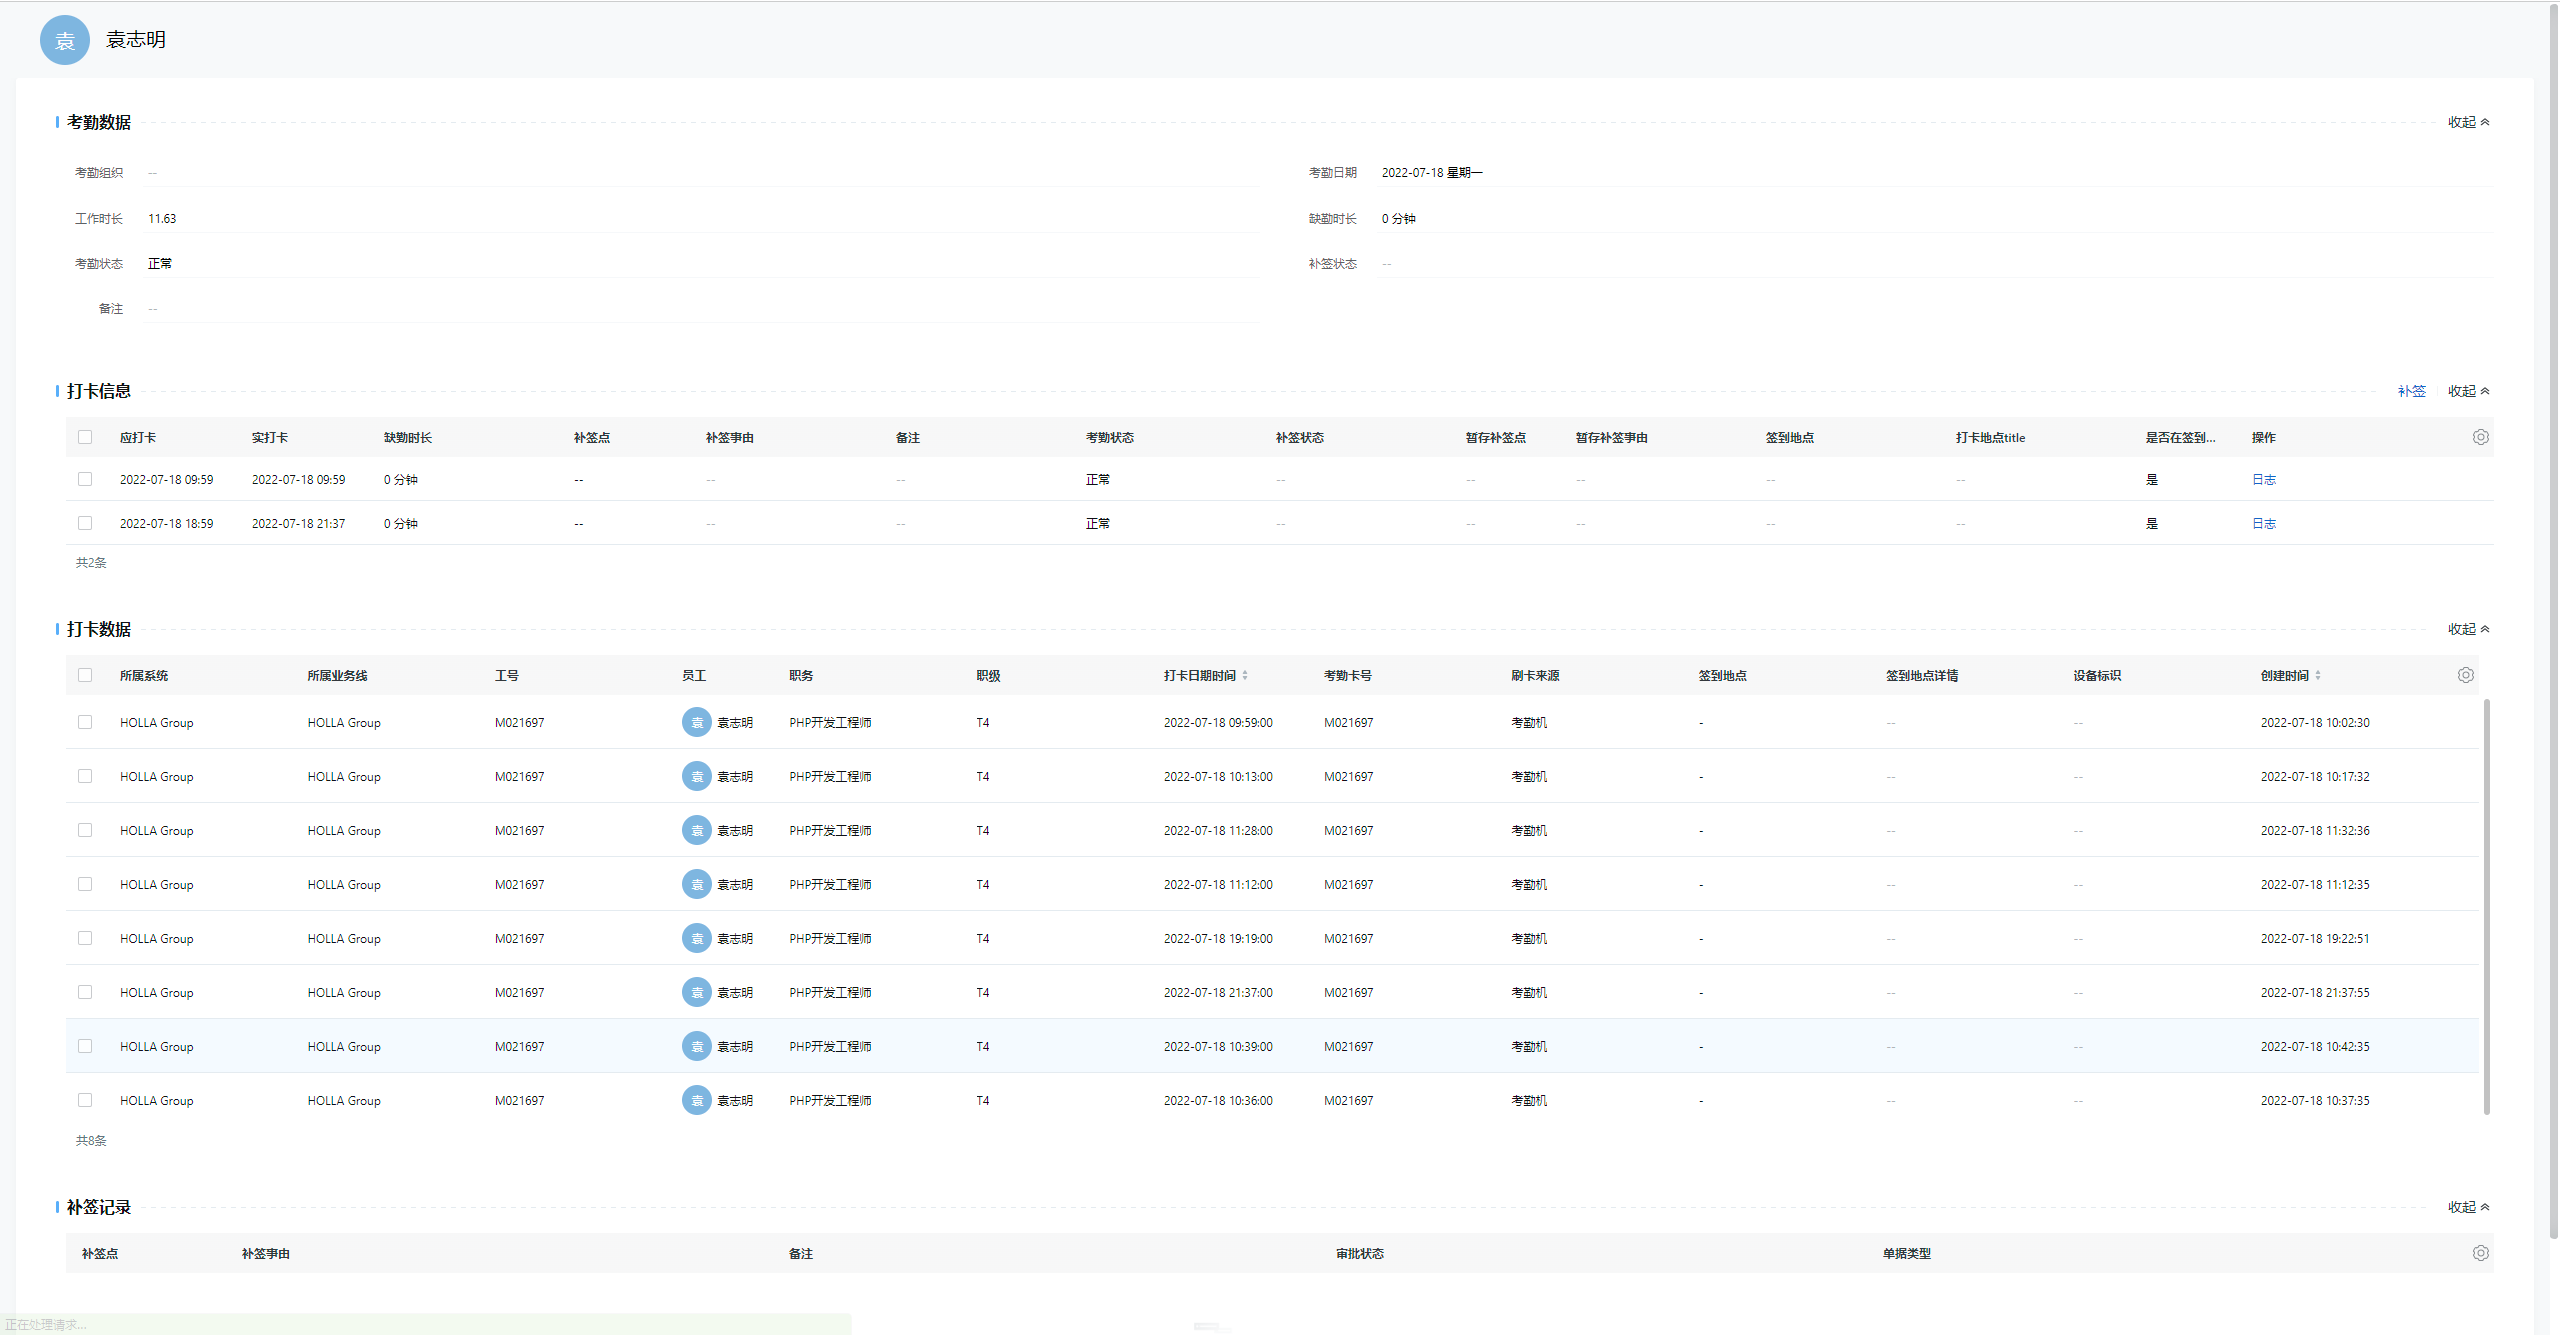 袁 袁志明
考勤数据 收起
考勤组织 -- 考勤日期 2022-07-18 星期一
工作时长 11.63 缺勤时长 0 分钟
考勤状态 正常 补签状态 --
备注 --
打卡信息 补签 收起
应打卡 实打卡 缺勤时长 补签点 补签事由 备注 考勤状态 补签状态 暂存补签点 暂存补签事由 签到地点 打卡地点title 是否在签到... 操作
2022-07-18 09:59 2022-07-18 09:59 0 分钟 -- -- -- 正常 -- -- -- -- -- 是 日志
2022-07-18 18:59 2022-07-18 21:37 0 分钟 -- -- -- 正常 -- -- -- -- -- 是 日志
共2条
打卡数据 收起
所属系统 所属业务线 工号 员工 职务 职级 打卡日期时间 考勤卡号 刷卡来源 签到地点 签到地点详情 设备标识 创建时间
HOLLA Group HOLLA Group M021697 袁 袁志明 PHP开发工程师 T4 2022-07-18 09:59:00 M021697 考勤机 - -- -- 2022-07-18 10:02:30
HOLLA Group HOLLA Group M021697 袁 袁志明 PHP开发工程师 T4 2022-07-18 10:13:00 M021697 考勤机 - -- -- 2022-07-18 10:17:32
HOLLA Group HOLLA Group M021697 袁 袁志明 PHP开发工程师 T4 2022-07-18 11:28:00 M021697 考勤机 - -- -- 2022-07-18 11:32:36
HOLLA Group HOLLA Group M021697 袁 袁志明 PHP开发工程师 T4 2022-07-18 11:12:00 M021697 考勤机 - -- -- 2022-07-18 11:12:35
HOLLA Group HOLLA Group M021697 袁 袁志明 PHP开发工程师 T4 2022-07-18 19:19:00 M021697 考勤机 - -- -- 2022-07-18 19:22:51
HOLLA Group HOLLA Group M021697 袁 袁志明 PHP开发工程师 T4 2022-07-18 21:37:00 M021697 考勤机 - -- -- 2022-07-18 21:37:55
HOLLA Group HOLLA Group M021697 袁 袁志明 PHP开发工程师 T4 2022-07-18 10:39:00 M021697 考勤机 - -- -- 2022-07-18 10:42:35
HOLLA Group HOLLA Group M021697 袁 袁志明 PHP开发工程师 T4 2022-07-18 10:36:00 M021697 考勤机 - -- -- 2022-07-18 10:37:35
共8条
补签记录 收起
补签点 补签事由 备注 审批状态 单据类型
正在处理请求...